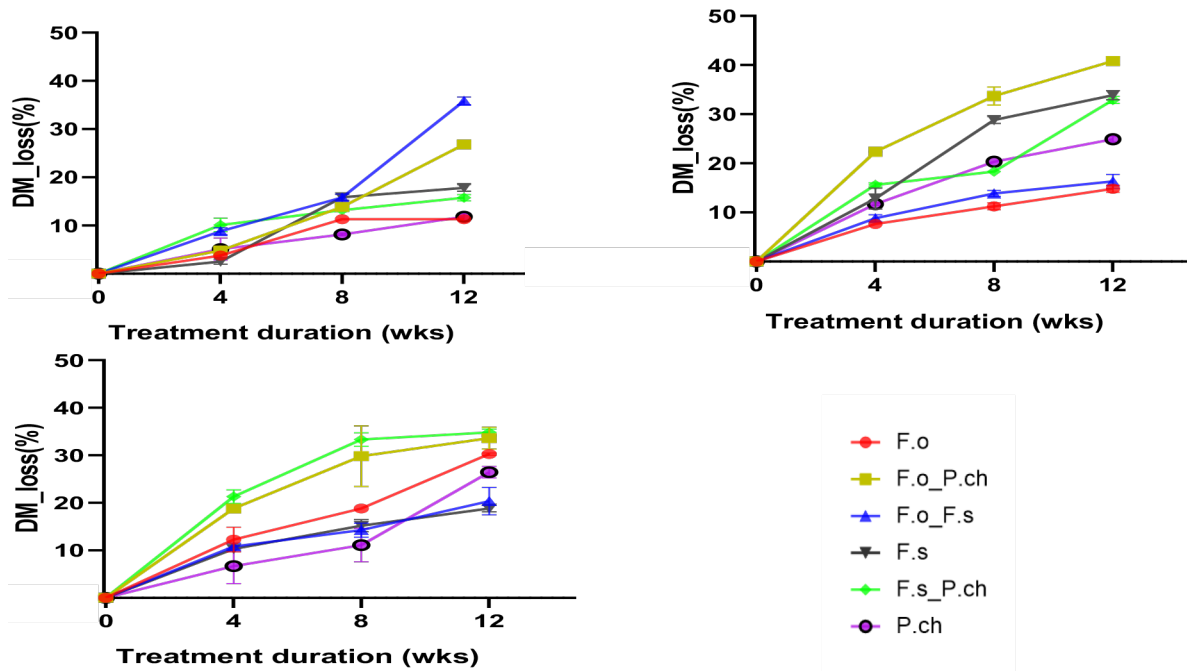 50
40
30
20
10
DM_loss(%)
0 4 8 12
Treatment duration (wks)
50
40
30
20
10
DM_loss(%)
0 4 8 12
Treatment duration (wks)
50
40
30
20
10
DM_loss(%)
0 4 8 12
Treatment duration (wks)
F.o
F.o_P.ch
F.o_F.s
F.s
F.s_P.ch
P.ch